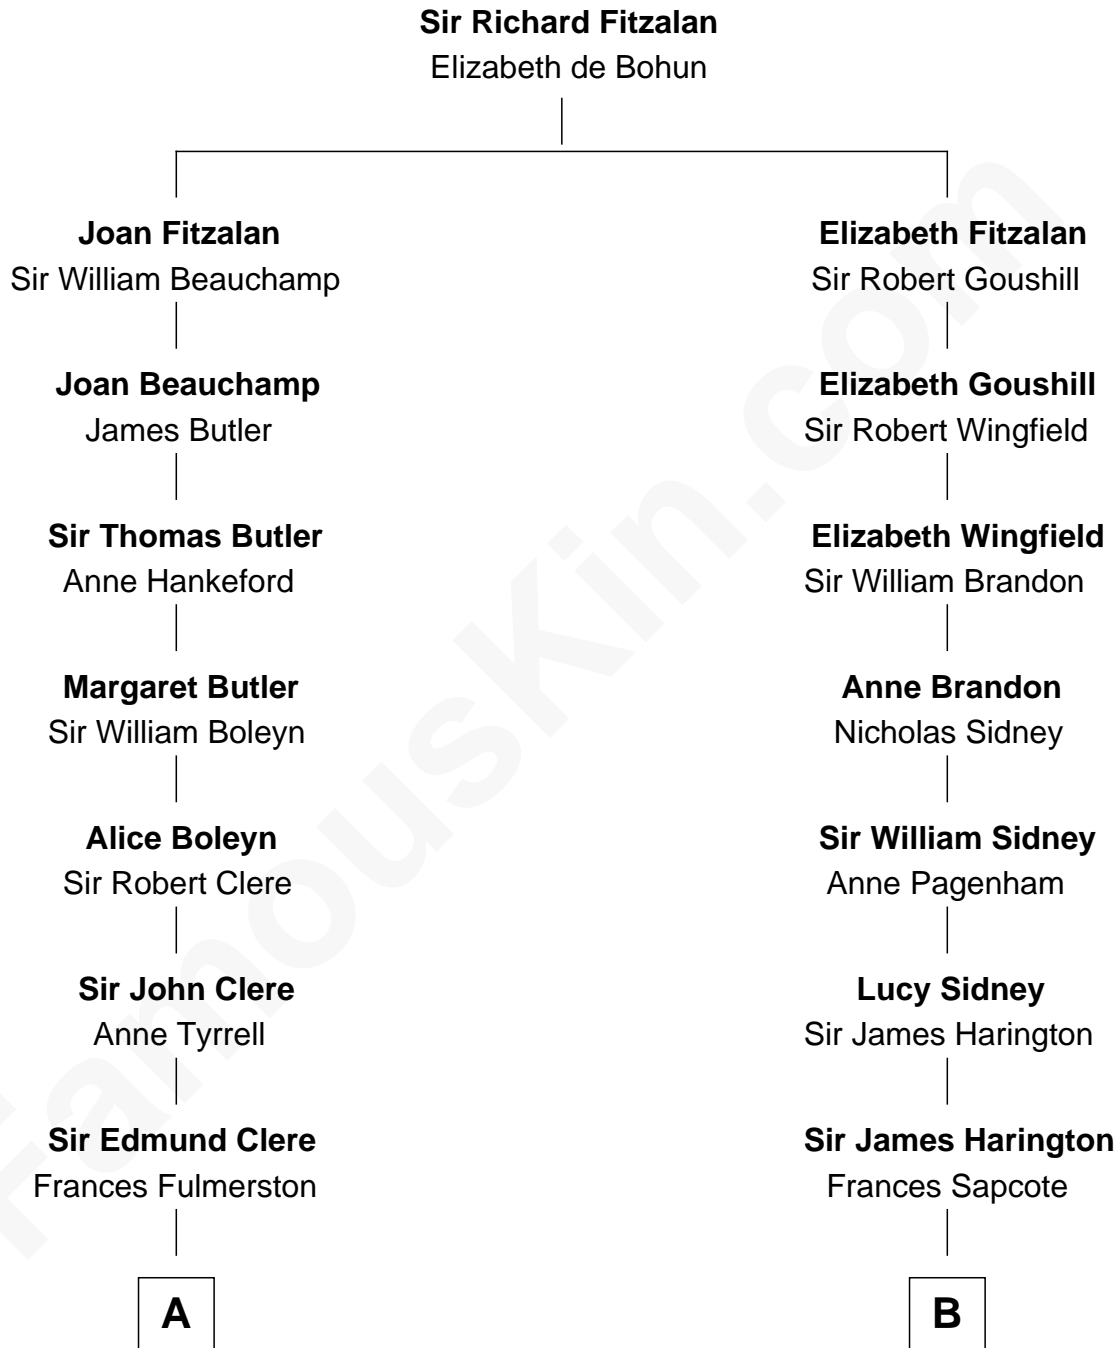 Sir Richard Fitzalan
Elizabeth de Bohun
Joan Fitzalan
Sir William Beauchamp
Elizabeth Fitzalan
Sir Robert Goushill
Joan Beauchamp
James Butler
Elizabeth Goushill
Sir Robert Wingfield
Sir Thomas Butler
Anne Hankeford
Elizabeth Wingfield
Sir William Brandon
Margaret Butler
Sir William Boleyn
Anne Brandon
Nicholas Sidney
Alice Boleyn
Sir Robert Clere
Sir William Sidney
Anne Pagenham
Sir John Clere
Anne Tyrrell
Lucy Sidney
Sir James Harington
Sir Edmund Clere
Frances Fulmerston
Sir James Harington
Frances Sapcote
A
B
FamousKin.com